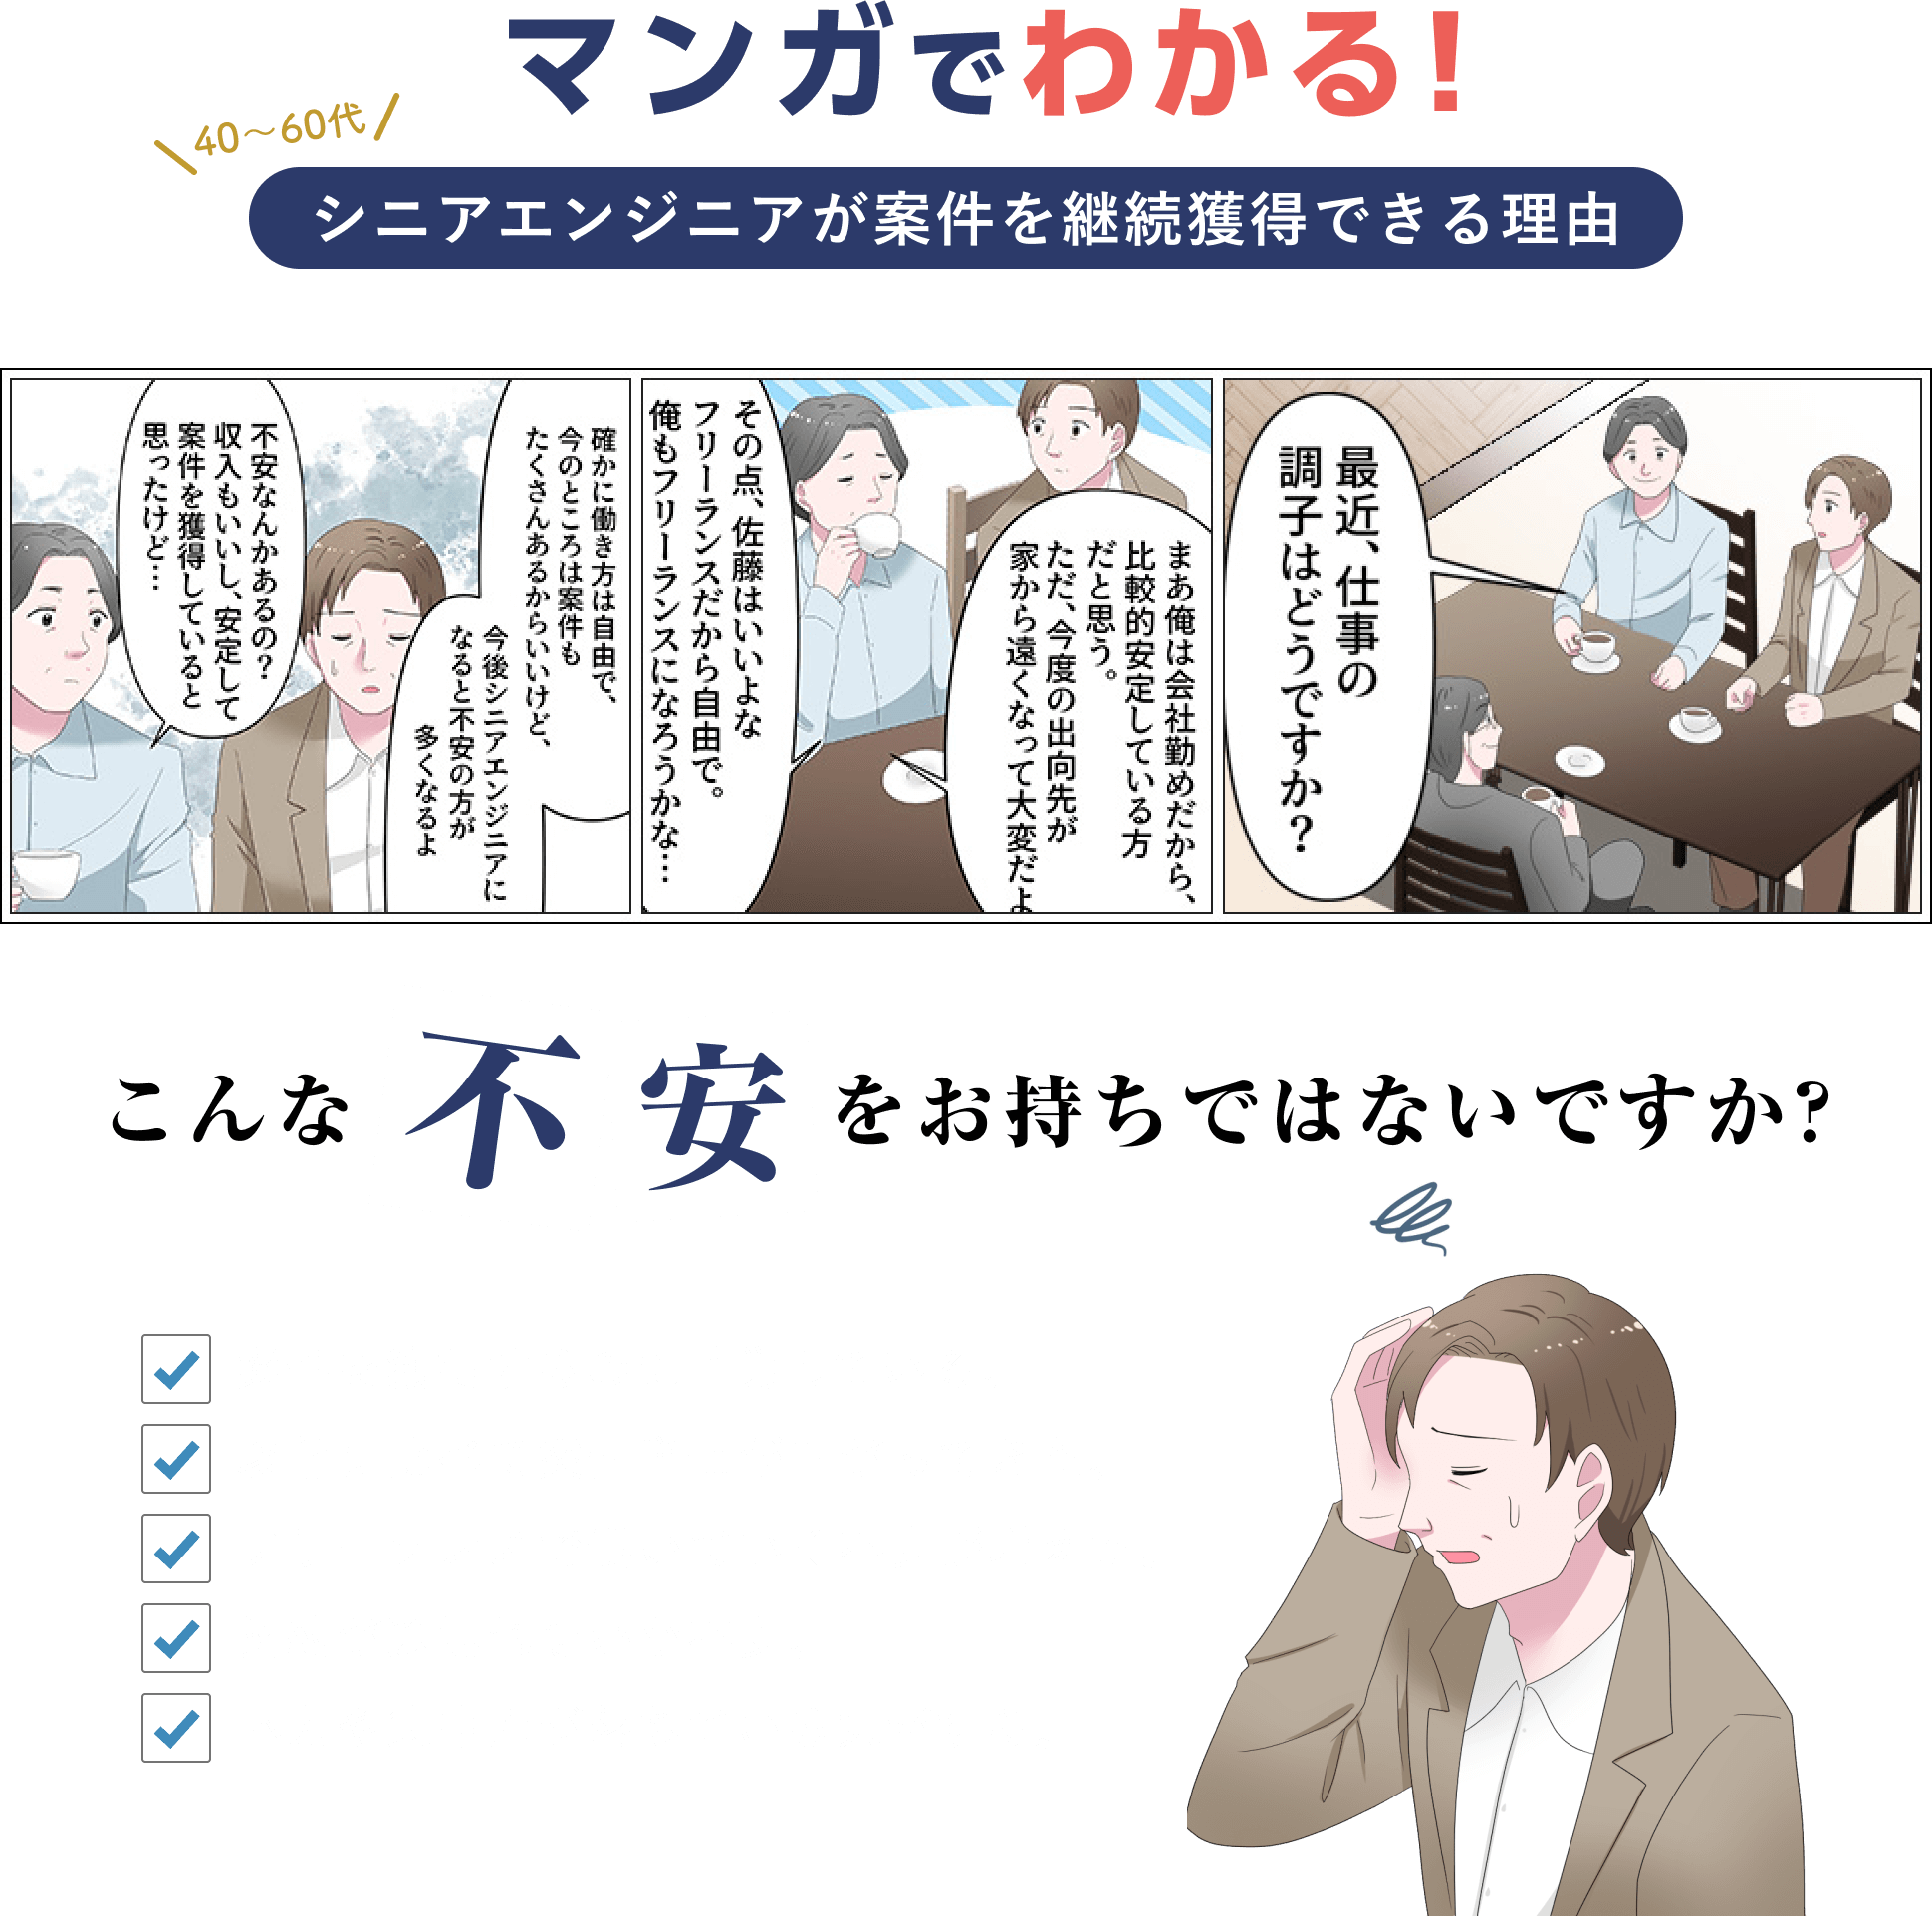 マンガでわかる!
40〜60代
シニアエンジニアが案件を継続獲得できる理由
最近、仕事の
調子はどうですか？
まあ俺は会社勤めだから、
比較的安定している方
だと思う。
ただ、今度の出向先が
家から遠くなって大変だよ
その点、佐藤はいいよな
フリーランスだから自由で。
俺もフリーランスになろうかな…
確かに働き方は自由で、
今のところは案件も
たくさんあるからいいけど、
今後シニアエンジニアに
なると不安の方が
多くなるよ
不安なんかあるの？
収入もいいし、安定して
案件を獲得していると
思ったけど…
こんな不安をお持ちではないですか?